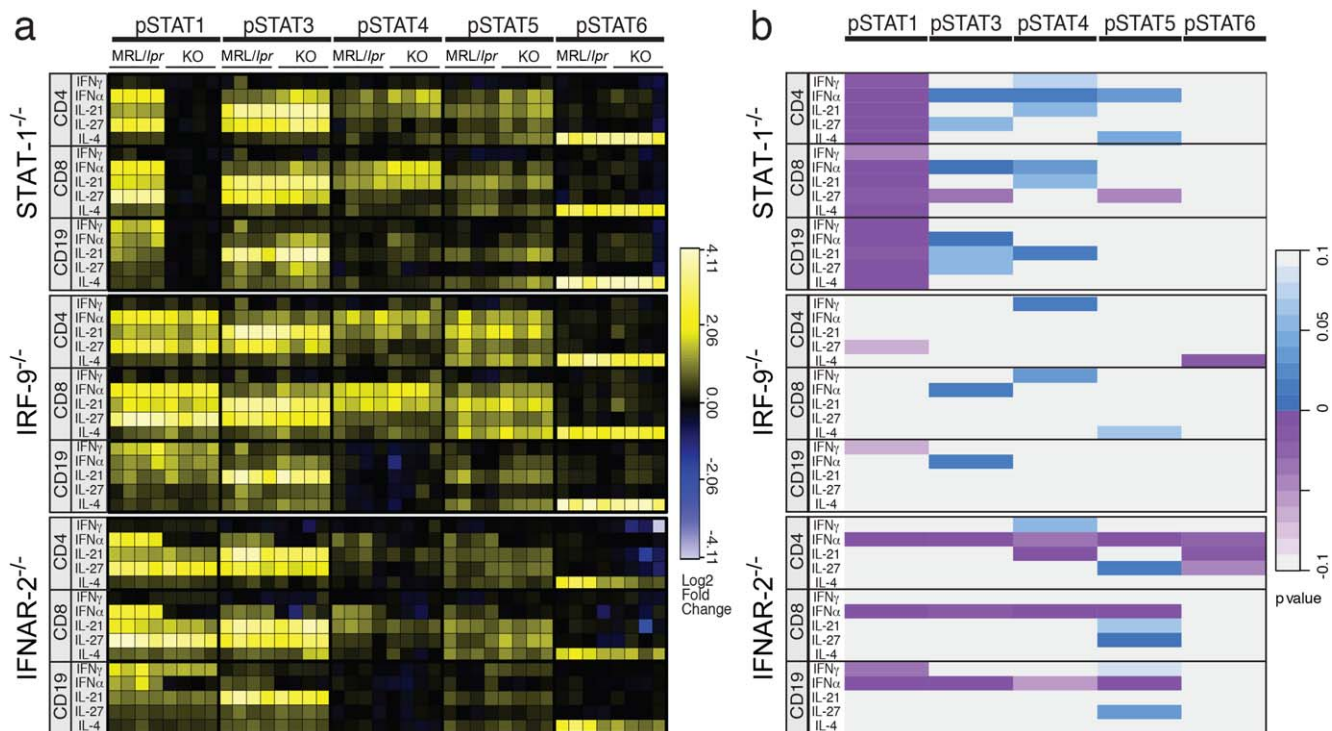 a
pSTAT1 pSTAT3 pSTAT4 pSTAT5 pSTAT6
MRL/lpr KO MRL/lpr KO MRL/lpr KO MRL/lpr KO MRL/lpr KO
STAT-1-/-
CD4
IFNγ
IFNα
IL-21
IL-27
IL-4
CD8
IFNγ
IFNα
IL-21
IL-27
IL-4
CD19
IFNγ
IFNα
IL-21
IL-27
IL-4
IRF-9-/-
CD4
IFNγ
IFNα
IL-21
IL-27
IL-4
CD8
IFNγ
IFNα
IL-21
IL-27
IL-4
CD19
IFNγ
IFNα
IL-21
IL-27
IL-4
IFNAR-2-/-
CD4
IFNγ
IFNα
IL-21
IL-27
IL-4
CD8
IFNγ
IFNα
IL-21
IL-27
IL-4
CD19
IFNγ
IFNα
IL-21
IL-27
IL-4
4.11
2.06
0.00
-2.06
-4.11
Log2
Fold
Change
b
pSTAT1 pSTAT3 pSTAT4 pSTAT5 pSTAT6
STAT-1-/-
CD4
IFNγ
IFNα
IL-21
IL-27
IL-4
CD8
IFNγ
IFNα
IL-21
IL-27
IL-4
CD19
IFNγ
IFNα
IL-21
IL-27
IL-4
IRF-9-/-
CD4
IFNγ
IFNα
IL-21
IL-27
IL-4
CD8
IFNγ
IFNα
IL-21
IL-27
IL-4
CD19
IFNγ
IFNα
IL-21
IL-27
IL-4
IFNAR-2-/-
CD4
IFNγ
IFNα
IL-21
IL-27
IL-4
CD8
IFNγ
IFNα
IL-21
IL-27
IL-4
CD19
IFNγ
IFNα
IL-21
IL-27
IL-4
0.1
0.05
0
-0.1
p value